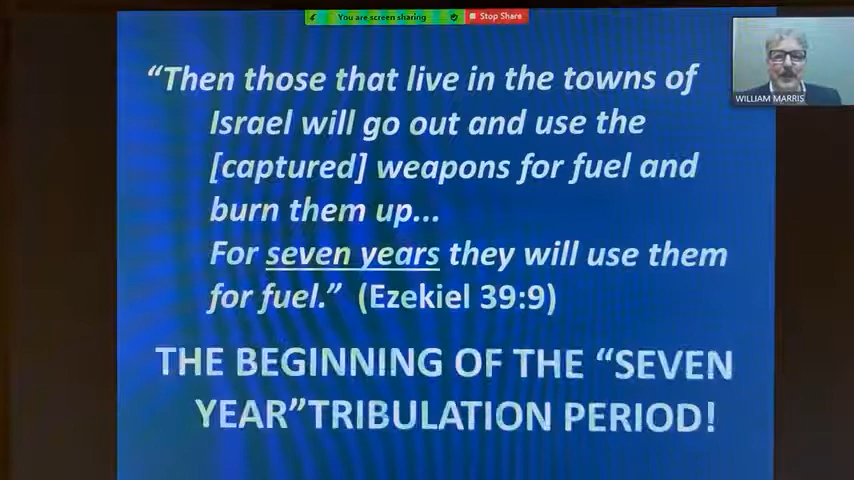 You are screen sharing
Stop Share
“Then those that live in the towns of
Israel will go out and use the
[captured] weapons for fuel and
burn them up...
For seven years they will use them
for fuel.” (Ezekiel 39:9)
THE BEGINNING OF THE “SEVEN
YEAR”TRIBULATION PERIOD!
WILLIAM MARRIS